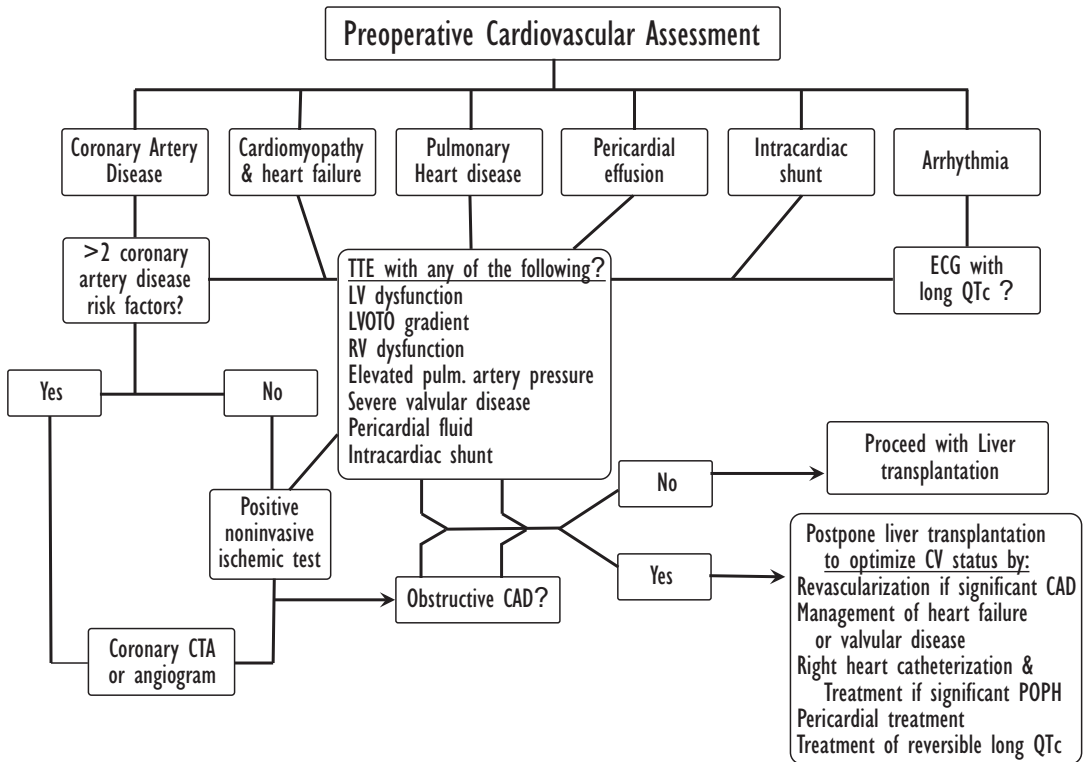 Preoperative Cardiovascular Assessment
Coronary Artery
Disease
Cardiomyopathy
& heart failure
Pulmonary
Heart disease
Pericardial
effusion
Intracardiac
shunt
Arrhythmia
>2 coronary
artery disease
risk factors?
TTE with any of the following?
LV dysfunction
LVOTO gradient
RV dysfunction
Elevated pulm. artery pressure
Severe valvular disease
Pericardial fluid
Intracardiac shunt
ECG with
long QTc ?
Yes
No
Positive
noninvasive
ischemic test
Coronary CTA
or angiogram
Obstructive CAD?
No
Yes
Proceed with Liver
transplantation
Postpone liver transplantation
to optimize CV status by:
Revascularization if significant CAD
Management of heart failure
or valvular disease
Right heart catheterization &
Treatment if significant POPH
Pericardial treatment
Treatment of reversible long QTc